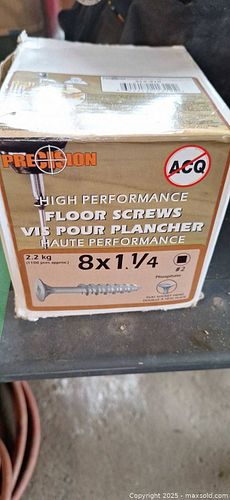 PRECISION
ACQ
HIGH PERFORMANCE
FLOOR SCREWS
VIS POUR PLANCHER
HAUTE PERFORMANCE
2.2 kg
8x1.1/4
#2
Phosphate
Copyright © 2025 - maxsold.com